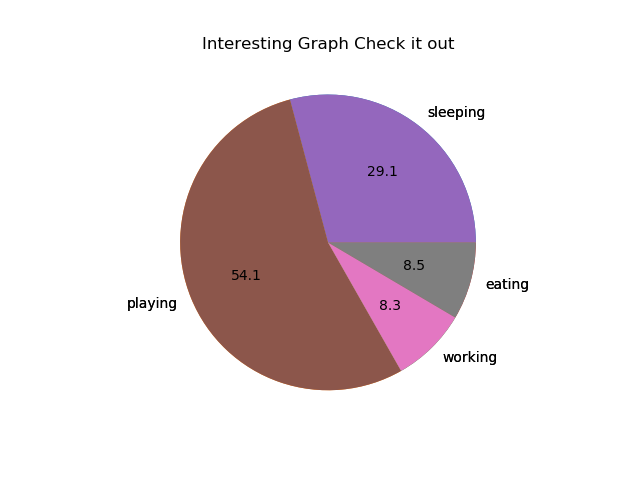 Interesting Graph Check it out
sleeping
29.1
54.1
8.5
eating
playing
8.3
working